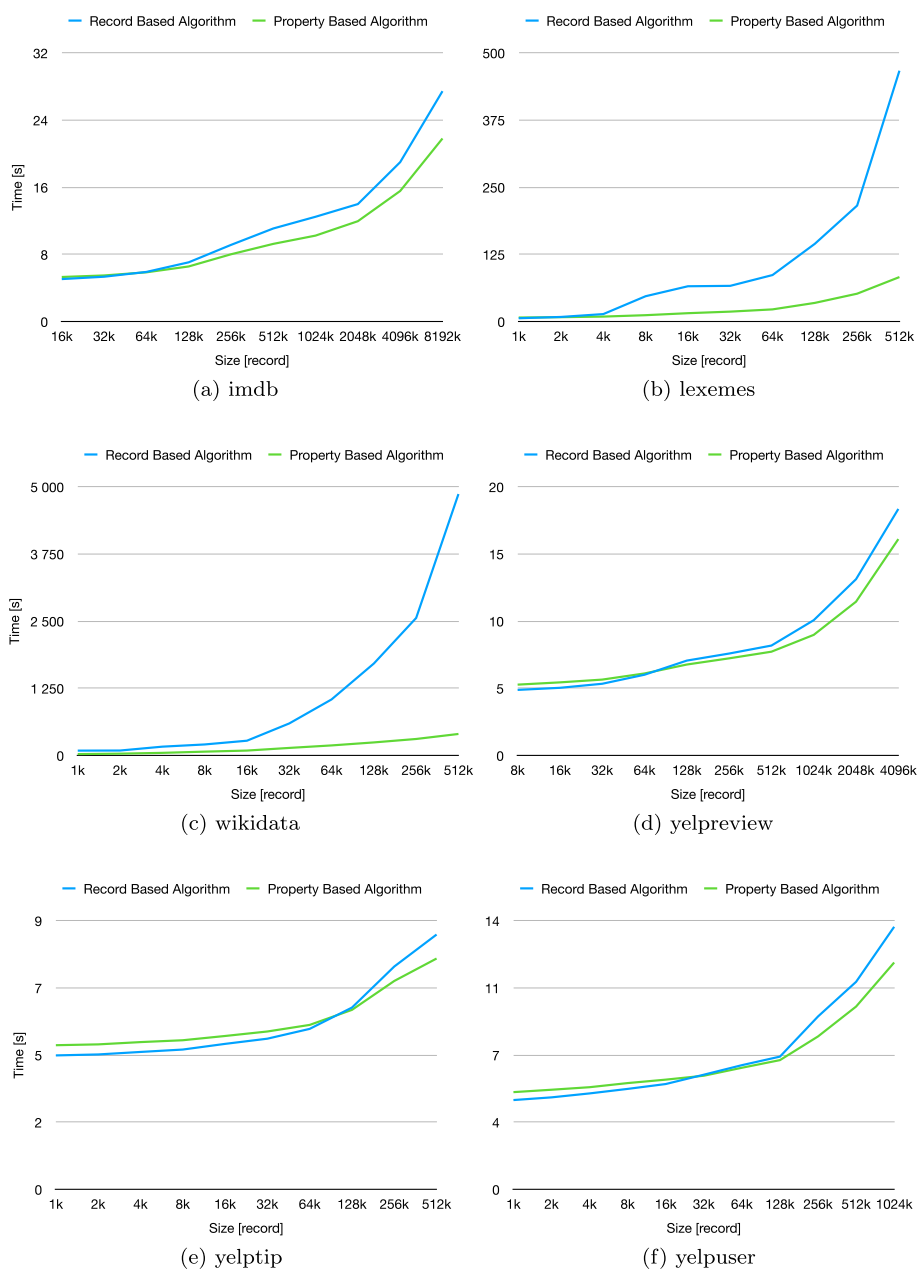 Record Based Algorithm Property Based Algorithm
32
24
16
8
0
Time [s]
16k 32k 64k 128k 256k 512k 1024k 2048k 4096k 8192k
Size [record]
(a) imdb
Record Based Algorithm Property Based Algorithm
500
375
250
125
0
1k 2k 4k 8k 16k 32k 64k 128k 256k 512k
Size [record]
(b) lexemes
Record Based Algorithm Property Based Algorithm
5 000
3 750
2 500
1 250
0
Time [s]
1k 2k 4k 8k 16k 32k 64k 128k 256k 512k
Size [record]
(c) wikidata
Record Based Algorithm Property Based Algorithm
20
15
10
5
0
8k 16k 32k 64k 128k 256k 512k 1024k 2048k 4096k
Size [record]
(d) yelpreview
Record Based Algorithm Property Based Algorithm
9
7
5
2
0
Time [s]
1k 2k 4k 8k 16k 32k 64k 128k 256k 512k
Size [record]
(e) yelptip
Record Based Algorithm Property Based Algorithm
14
11
7
4
0
1k 2k 4k 8k 16k 32k 64k 128k 256k 512k 1024k
Size [record]
(f) yelpuser